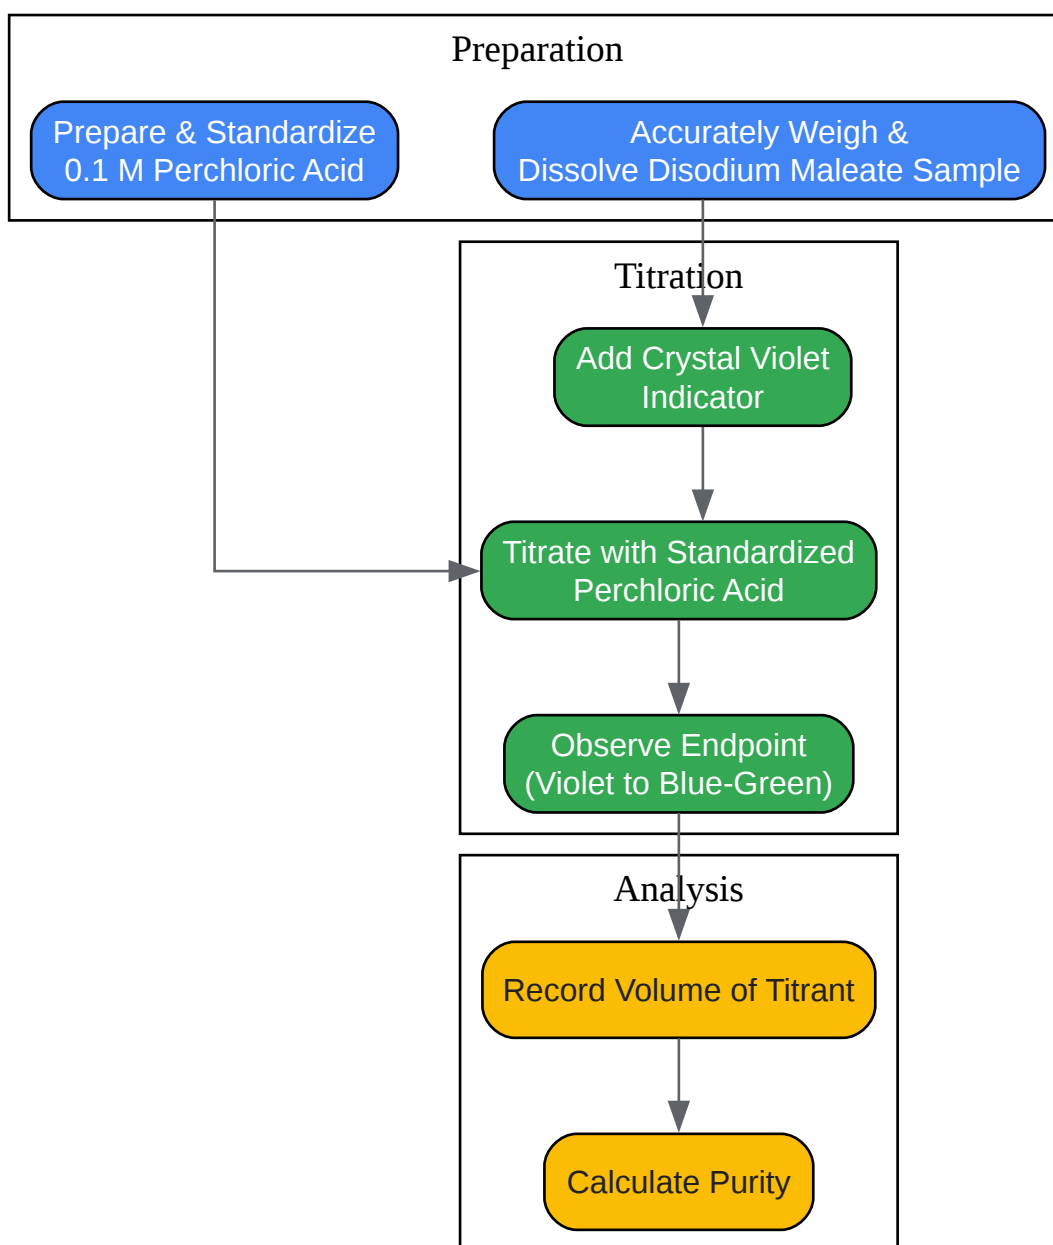 Preparation
Prepare & Standardize
0.1 M Perchloric Acid
Accurately Weigh &
Dissolve Disodium Maleate Sample
Titration
Add Crystal Violet
Indicator
Titrate with Standardized
Perchloric Acid
Observe Endpoint
(Violet to Blue-Green)
Analysis
Record Volume of Titrant
Calculate Purity